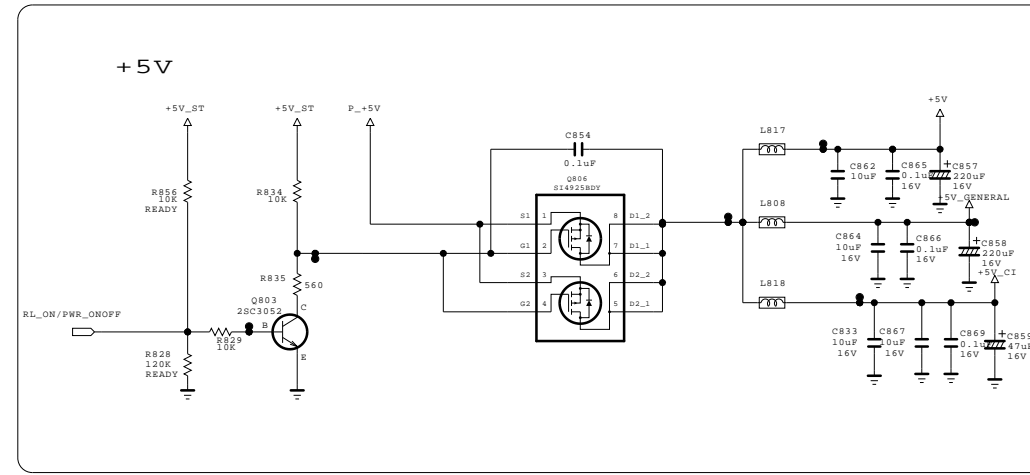 +5V
+5V_ST
+5V_ST
P_+5V
+5V
C854
0.1uF
L817
C862
10uF
C865
0.1uF
16V
+
C857
220uF
16V
Q806
SI4925BDY
R856
10K
READY
R834
10K
+5V_GENERAL
L808
S1 1
8 D1_2
G1 2
7 D1_1
S2 3
6 D2_2
G2 4
5 D2_1
C864
10uF
16V
C866
0.1uF
16V
+
C858
220uF
16V
+5V_CI
R835
560
L818
Q803
2SC3052
C
B
E
RL_ON/PWR_ONOFF
R829
10K
R828
120K
READY
C833
10uF
16V
C867
10uF
16V
C869
0.1uF
16V
+
C859
47uF
16V